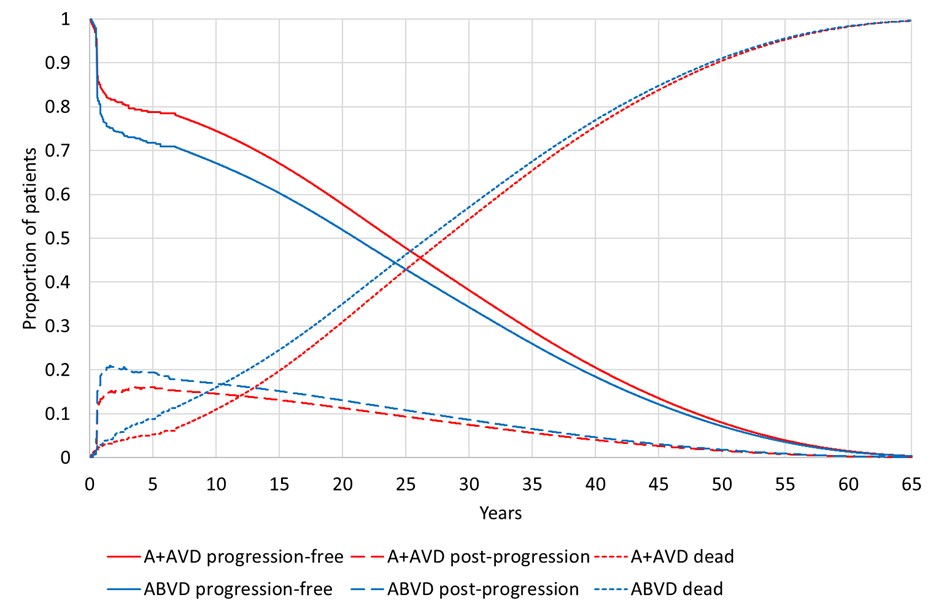 1
0.9
0.8
0.7
0.6
0.5
0.4
0.3
0.2
0.1
0
Proportion of patients
0 5 10 15 20 25 30 35 40 45 50 55 60 65
Years
A+AVD progression-free A+AVD post-progression A+AVD dead
ABVD progression-free ABVD post-progression ABVD dead